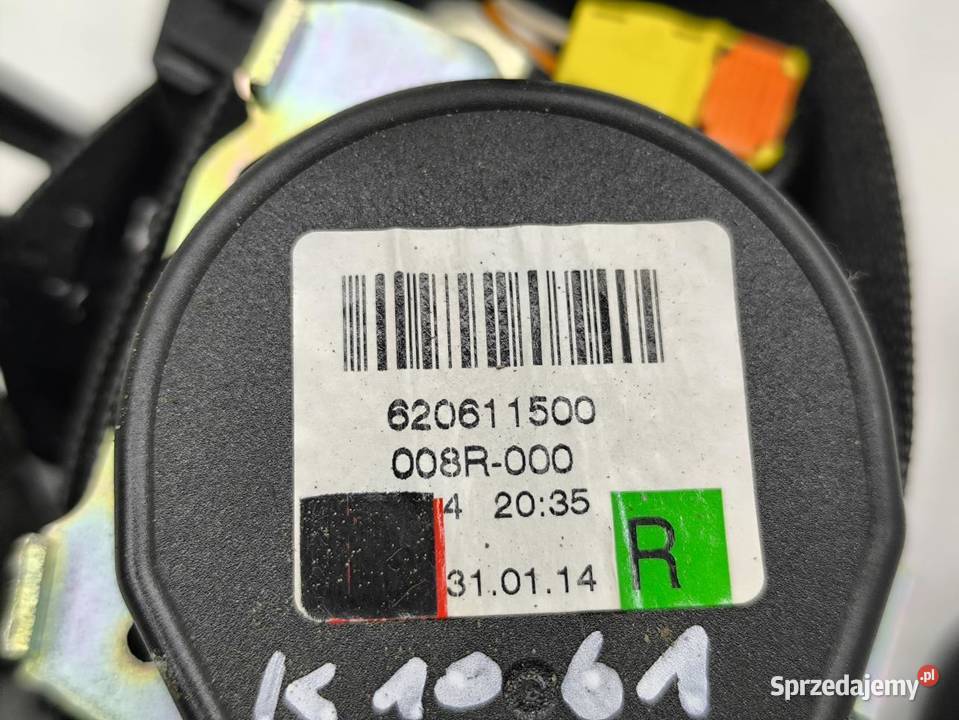 620611500
008R-000
4 20:35
R
31.01.14
K1061
Sprzedajemy.pl